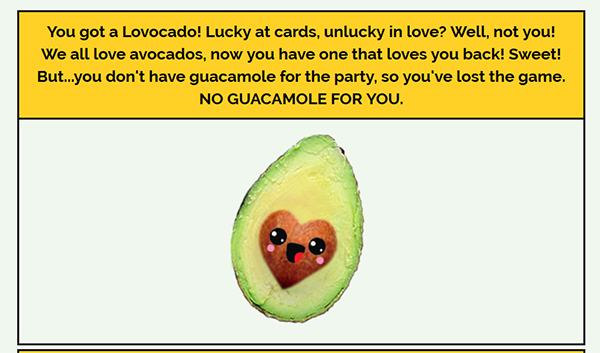 You got a Lovocado! Lucky at cards, unlucky in love? Well, not you!
We all love avocados, now you have one that loves you back! Sweet!
But...you don't have guacamole for the party, so you've lost the game.
NO GUACAMOLE FOR YOU.